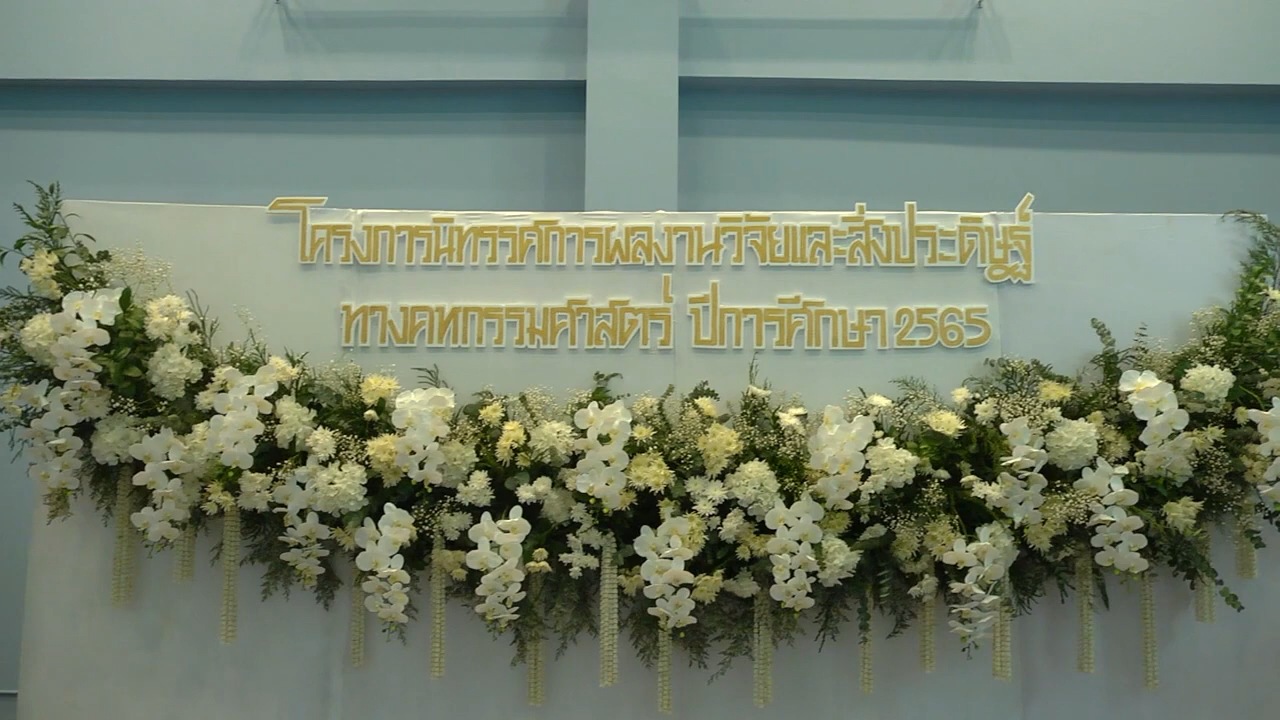 โครงการนิทรรศการผลงานวิจัยและสิ่งประดิษฐ์
ทางคหกรรมศาสตร์ ปีการศึกษา 2565